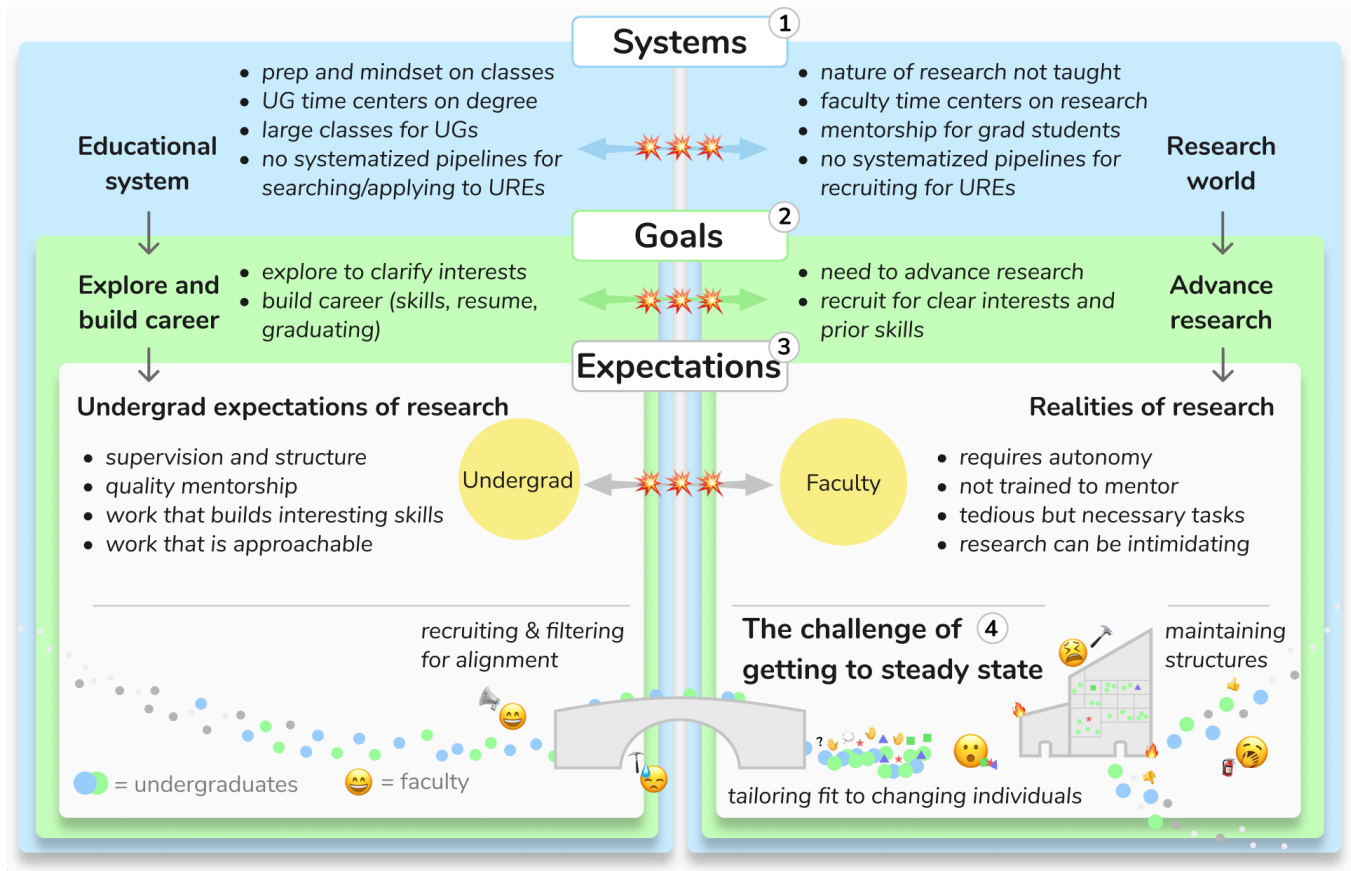 Systems
1
Educational
system
• prep and mindset on classes
• UG time centers on degree
• large classes for UGs
• no systematized pipelines for
searching/applying to UREs
• nature of research not taught
• faculty time centers on research
• mentorship for grad students
• no systematized pipelines for
recruiting for UREs
Research
world
Goals
2
Explore and
build career
• explore to clarify interests
• build career (skills, resume,
graduating)
• need to advance research
• recruit for clear interests and
prior skills
Advance
research
Expectations
3
Undergrad expectations of research
• supervision and structure
• quality mentorship
• work that builds interesting skills
• work that is approachable
Undergrad
Faculty
Realities of research
• requires autonomy
• not trained to mentor
• tedious but necessary tasks
• research can be intimidating
recruiting & filtering
for alignment
The challenge of 4
getting to steady state
maintaining
structures
?
= undergraduates
= faculty
tailoring fit to changing individuals